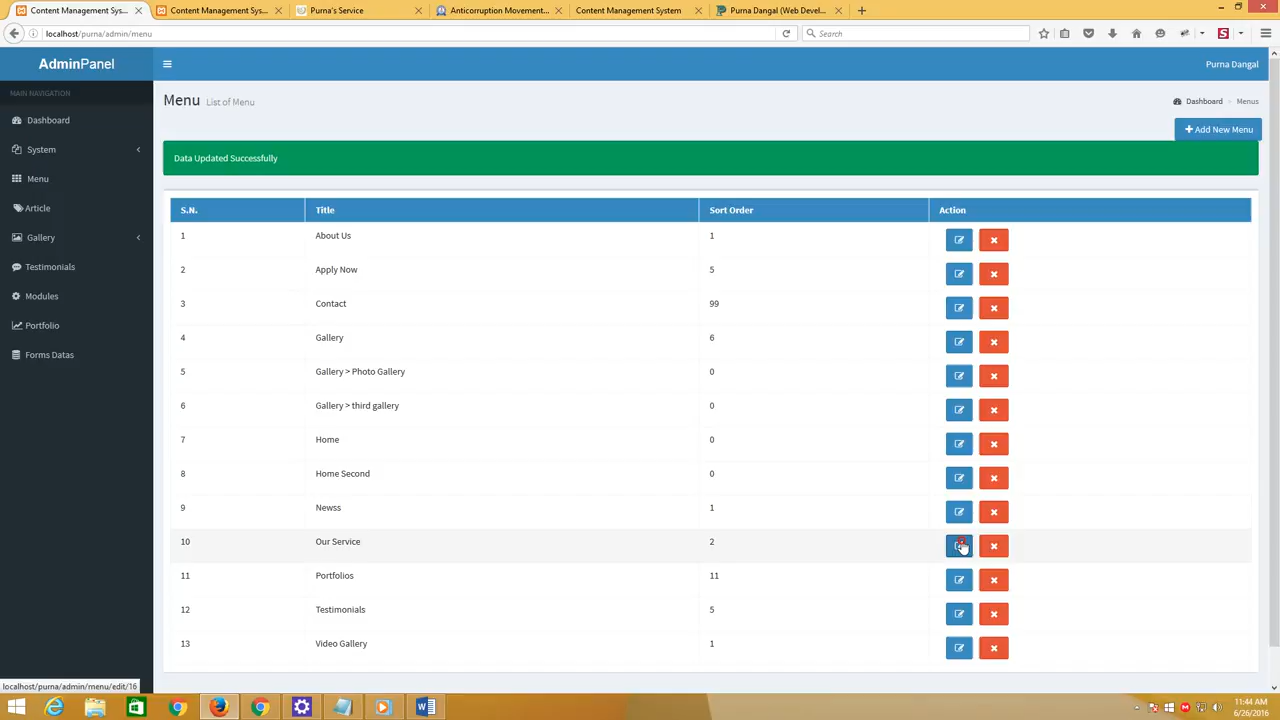 Content Management Sys...
Content Management Sys...
Purna's Service
Anticorruption Movement...
Content Management System
Purna Dangal (Web Devel...
localhost/purna/admin/menu
Search
AdminPanel
Purna Dangal
MAIN NAVIGATION
Dashboard
System
Menu
Article
Gallery
Testimonials
Modules
Portfolio
Forms Datas
Menu List of Menu
Dashboard Menus
Add New Menu
Data Updated Successfully
S.N. Title Sort Order Action
1 About Us 1
2 Apply Now 5
3 Contact 99
4 Gallery 6
5 Gallery > Photo Gallery 0
6 Gallery > third gallery 0
7 Home 0
8 Home Second 0
9 Newss 1
10 Our Service 2
11 Portfolios 11
12 Testimonials 5
13 Video Gallery 1
localhost/purna/admin/menu/edit/16
11:44 AM
6/26/2016